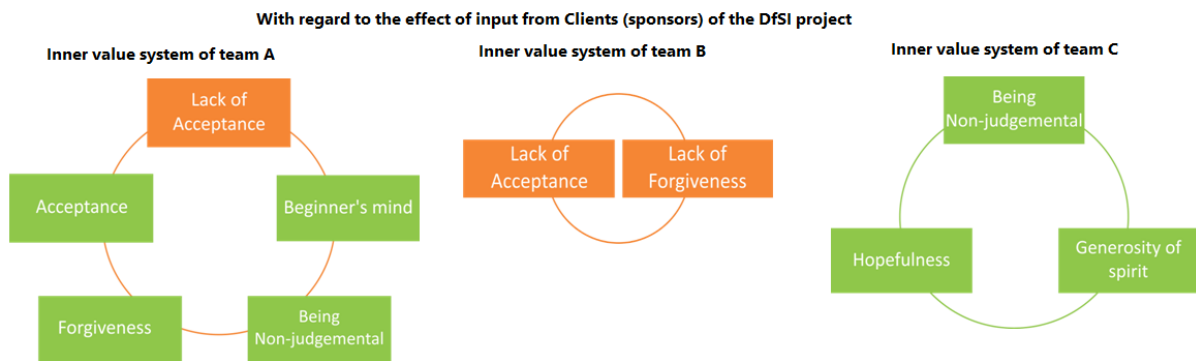 With regard to the effect of input from Clients (sponsors) of the DfSI project
Inner value system of team A
Lack of
Acceptance
Acceptance
Beginner's mind
Forgiveness
Being
Non-judgemental
Inner value system of team B
Lack of
Acceptance
Lack of
Forgiveness
Inner value system of team C
Being
Non-judgemental
Hopefulness
Generosity of
spirit